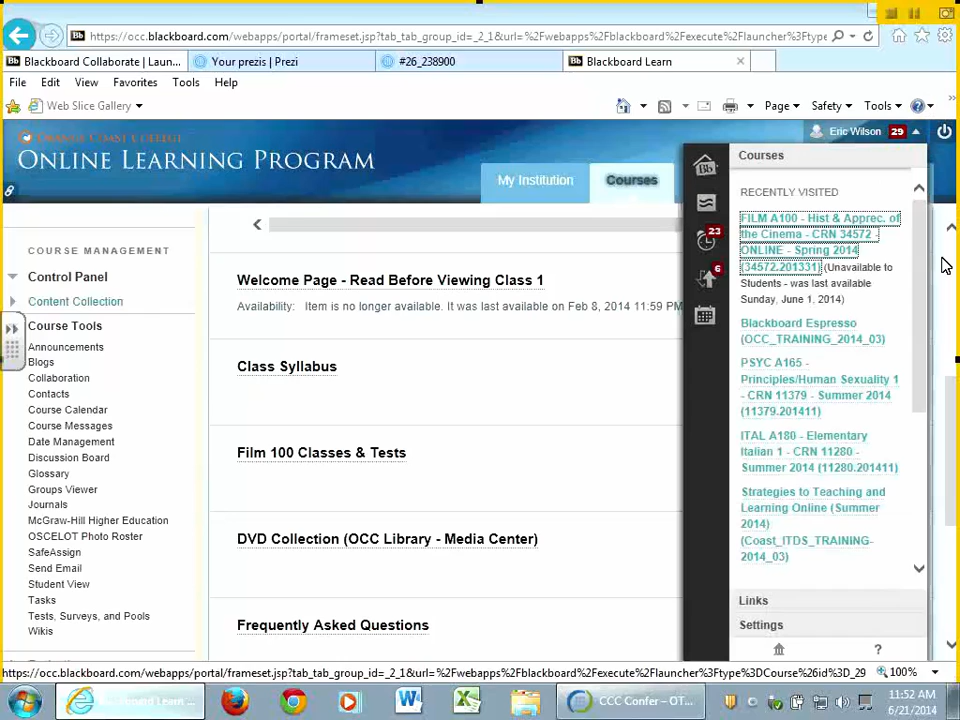 https://occ.blackboard.com/webapps/portal/frameset.jsp?tab_tab_group_id=_2_1&url=%2Fwebapps%2Fblackboard%2Fexecute%2Flauncher%3Ftype
Blackboard Collaborate | Laun...
Your prezis | Prezi
#26_238900
Blackboard Learn
File Edit View Favorites Tools Help
Web Slice Gallery
Page Safety Tools
ORANGE COAST COLLEGE
ONLINE LEARNING PROGRAM
Eric Wilson 29
My Institution
Courses
COURSE MANAGEMENT
Control Panel
Content Collection
Course Tools
Announcements
Blogs
Collaboration
Contacts
Course Calendar
Course Messages
Date Management
Discussion Board
Glossary
Groups Viewer
Journals
McGraw-Hill Higher Education
OSCELOT Photo Roster
SafeAssign
Send Email
Student View
Tasks
Tests, Surveys, and Pools
Wikis
Welcome Page - Read Before Viewing Class 1
Availability: Item is no longer available. It was last available on Feb 8, 2014 11:59 PM
Class Syllabus
Film 100 Classes & Tests
DVD Collection (OCC Library - Media Center)
Frequently Asked Questions
Bb
23
6
Courses
RECENTLY VISITED
FILM A100 - Hist & Apprec. of
the Cinema - CRN 34572 -
ONLINE - Spring 2014
(34572.201331) (Unavailable to
Students - was last available
Sunday, June 1, 2014)
Blackboard Espresso
(OCC_TRAINING_2014_03)
PSYC A165 -
Principles/Human Sexuality 1
- CRN 11379 - Summer 2014
(11379.201411)
ITAL A180 - Elementary
Italian 1 - CRN 11280 -
Summer 2014 (11280.201411)
Strategies to Teaching and
Learning Online (Summer
2014)
(Coast_ITDS_TRAINING-
2014_03)
Links
Settings
?
https://occ.blackboard.com/webapps/portal/frameset.jsp?tab_tab_group_id=_2_1&url=%2Fwebapps%2Fblackboard%2Fexecute%2Flauncher%3Ftype%3DCourse%26id%3D_29
100%
Blackboard Learn ...
CCC Confer – OT...
11:52 AM
6/21/2014